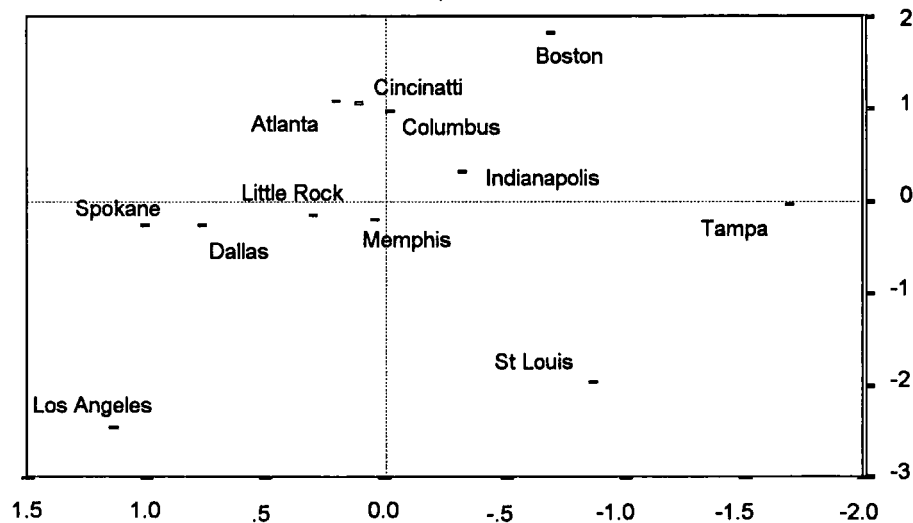 2
Boston
Cincinatti
1
Atlanta
Columbus
Indianapolis
Little Rock
0
Spokane
Tampa
Memphis
Dallas
-1
St Louis
-2
Los Angeles
-3
1.5 1.0 .5 0.0 -.5 -1.0 -1.5 -2.0